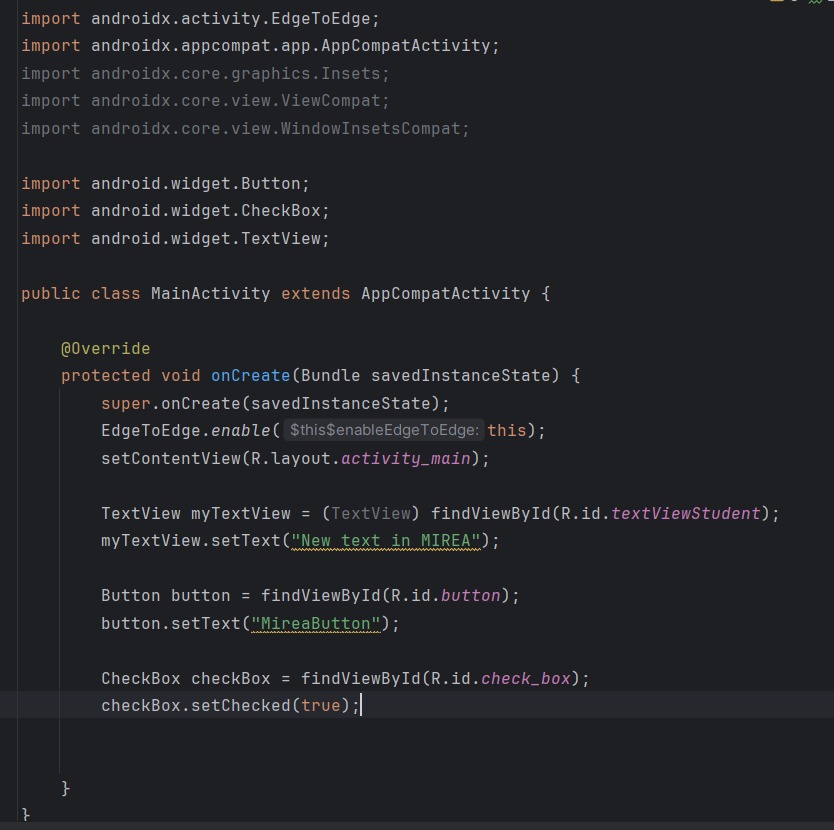 import androidx.activity.EdgeToEdge;
import androidx.appcompat.app.AppCompatActivity;
import androidx.core.graphics.Insets;
import androidx.core.view.ViewCompat;
import androidx.core.view.WindowInsetsCompat;
import android.widget.Button;
import android.widget.CheckBox;
import android.widget.TextView;
public class MainActivity extends AppCompatActivity {
@Override
protected void onCreate(Bundle savedInstanceState) {
super.onCreate(savedInstanceState);
EdgeToEdge.enable( $this$enableEdgeToEdge: this);
setContentView(R.layout.activity_main);
TextView myTextView = (TextView) findViewById(R.id.textViewStudent);
myTextView.setText("New text in MIREA");
Button button = findViewById(R.id.button);
button.setText("MireaButton");
CheckBox checkBox = findViewById(R.id.check_box);
checkBox.setChecked(true);
}
}